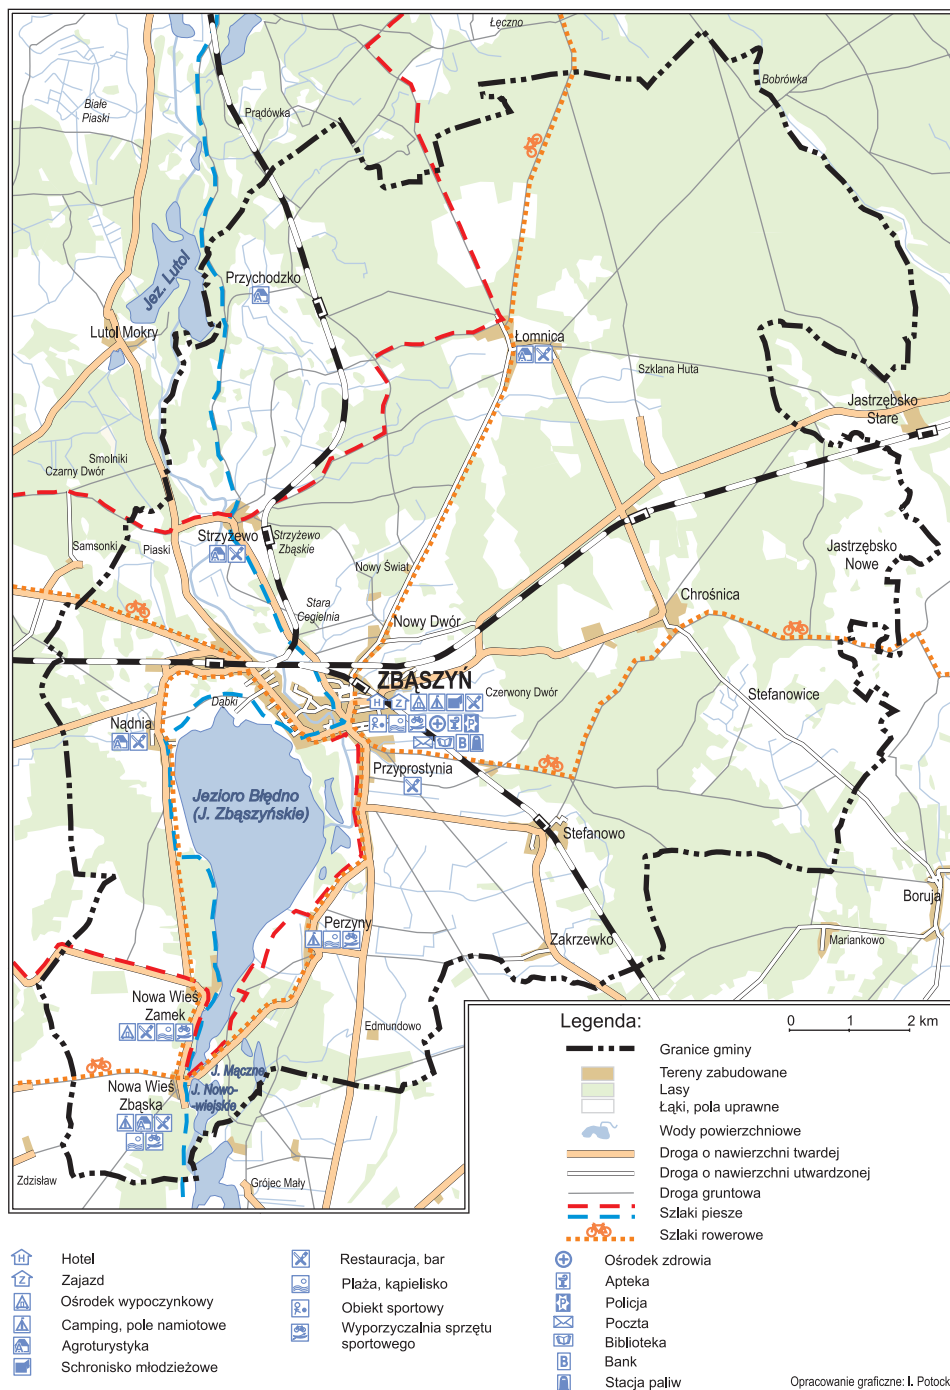 Łęczno
Bobrówka
Białe
Piaski
Prądówka
Jez. Lutol
Przychodzko
A
Lutol Mokry
Łomnica
A
Szklana Huta
Jastrzębsko
Stare
Smolniki
Czarny Dwór
Samsonki
Piaski
Strzyżewo
A
Strzyżewo
Zbąskie
Nowy Świat
Jastrzębsko
Nowe
Stara
Cegielnia
Nowy Dwór
Chrośnica
ZBĄSZYŃ
Czerwony Dwór
H Z
P
B
Stefanowice
Dąbki
Nądnia
A
Przyprostynia
Jezioro Błędno
(J. Zbąszyńskie)
Stefanowo
Boruja
Perzyny
Zakrzewko
Mariankowo
Nowa Wieś
Zamek
Edmundowo
J. Mączne
J. Nowo-
-wiejskie
Nowa Wieś
Zbąska
A
Zdzisław
Grójec Mały
Legenda:
0 1 2 km
Granice gminy
Tereny zabudowane
Lasy
Łąki, pola uprawne
Wody powierzchniowe
Droga o nawierzchni twardej
Droga o nawierzchni utwardzonej
Droga gruntowa
Szlaki piesze
Szlaki rowerowe
H Hotel
Z Zajazd
Ośrodek wypoczynkowy
Camping, pole namiotowe
A Agroturystyka
Schronisko młodzieżowe
Restauracja, bar
Plaża, kąpielisko
Obiekt sportowy
Wyporzyczalnia sprzętu
sportowego
Ośrodek zdrowia
Apteka
P Policja
Poczta
Biblioteka
B Bank
Stacja paliw
Opracowanie graficzne: I. Potock